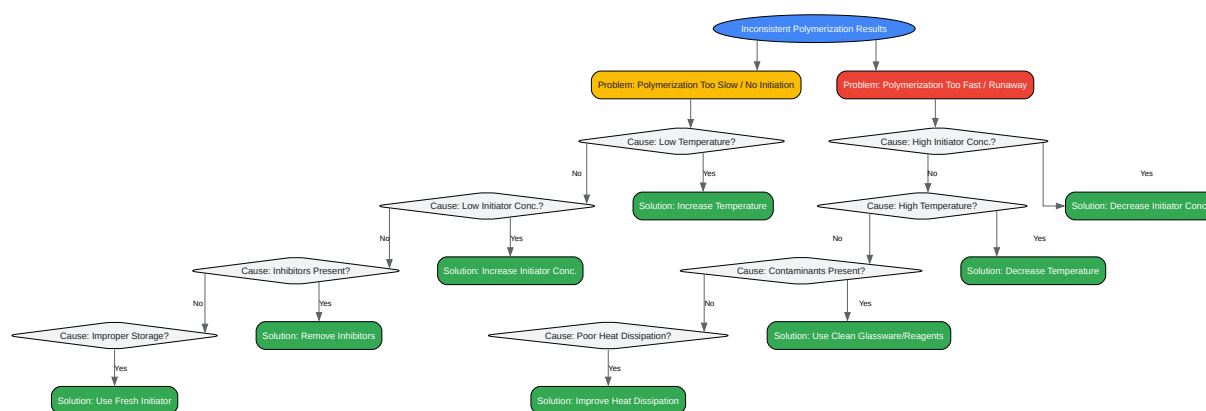 Inconsistent Polymerization Results
Problem: Polymerization Too Slow / No Initiation
Problem: Polymerization Too Fast / Runaway
Cause: Low Temperature?
Cause: High Initiator Conc.?
No
Yes
No
Yes
Cause: Low Initiator Conc.?
Solution: Increase Temperature
Cause: High Temperature?
Solution: Decrease Initiator Conc
No
Yes
No
Yes
Cause: Inhibitors Present?
Solution: Increase Initiator Conc.
Cause: Contaminants Present?
Solution: Decrease Temperature
No
Yes
No
Yes
Cause: Improper Storage?
Solution: Remove Inhibitors
Cause: Poor Heat Dissipation?
Solution: Use Clean Glassware/Reagents
Yes
Yes
Solution: Use Fresh Initiator
Solution: Improve Heat Dissipation